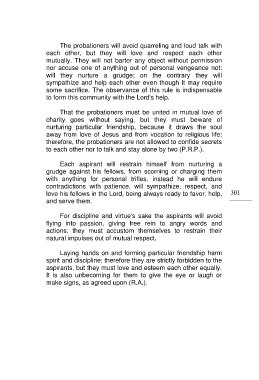 The probationers will avoid quarreling and loud talk with
each other, but they will love and respect each other
mutually. They will not barter any object without permission
nor accuse one of anything out of personal vengeance not:
will they nurture a grudge; on the contrary they will
sympathize and help each other even though it may require
some sacrifice. The observance of this rule is indispensable
to form this community with the Lord's help.
That the probationers must be united in mutual love of
charity goes without saying, but they must beware of
nurturing particular friendship, because it draws the soul
away from love of Jesus and from vocation to religious life;
therefore, the probationers are not allowed to confide secrets
to each other nor to talk and stay alone by two (P.R.P.).
Each aspirant will restrain himself from nurturing a
grudge against his fellows, from scorning or charging them
with anything for personal trifles, instead he will endure
contradictions with patience, will sympathize, respect, and
love his fellows in the Lord, being always ready to favor, help,
and serve them.
301
For discipline and virtue's sake the aspirants will avoid
flying into passion, giving free rein to angry words and
actions; they must accustom themselves to restrain their
natural impulses out of mutual respect.
Laying hands on and forming particular friendship harm
spirit and discipline; therefore they are strictly forbidden to the
aspirants, but they must love and esteem each other equally.
It is also unbecoming for them to give the eye or laugh or
make signs, as agreed upon (R.A.).